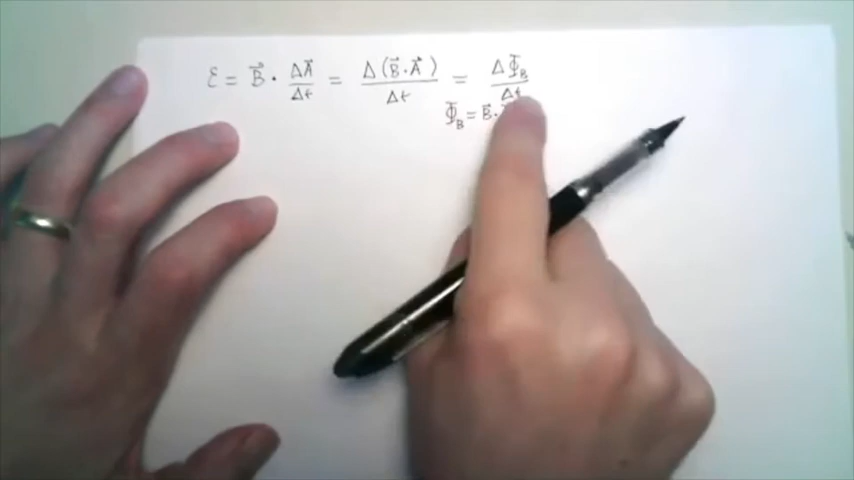 ℰ = B⃗ · ΔA⃗/Δt = Δ(B⃗·A⃗)/Δt = ΔΦ_B/Δt
Φ_B = B⃗·